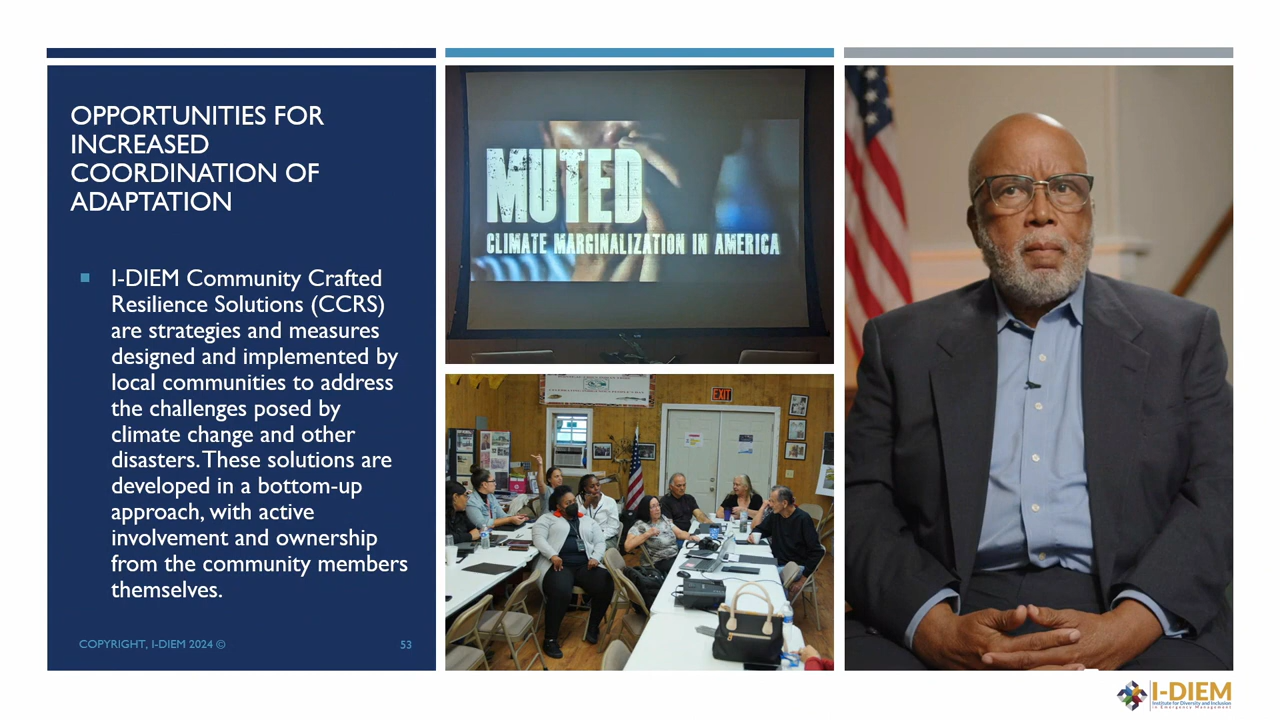 OPPORTUNITIES FOR
INCREASED
COORDINATION OF
ADAPTATION
I-DIEM Community Crafted
Resilience Solutions (CCRS)
are strategies and measures
designed and implemented by
local communities to address
the challenges posed by
climate change and other
disasters. These solutions are
developed in a bottom-up
approach, with active
involvement and ownership
from the community members
themselves.
COPYRIGHT, I-DIEM 2024 ©
53
MUTED
CLIMATE MARGINALIZATION IN AMERICA
EXIT
I-DIEM
Institute for Diversity and Inclusion
in Emergency Management